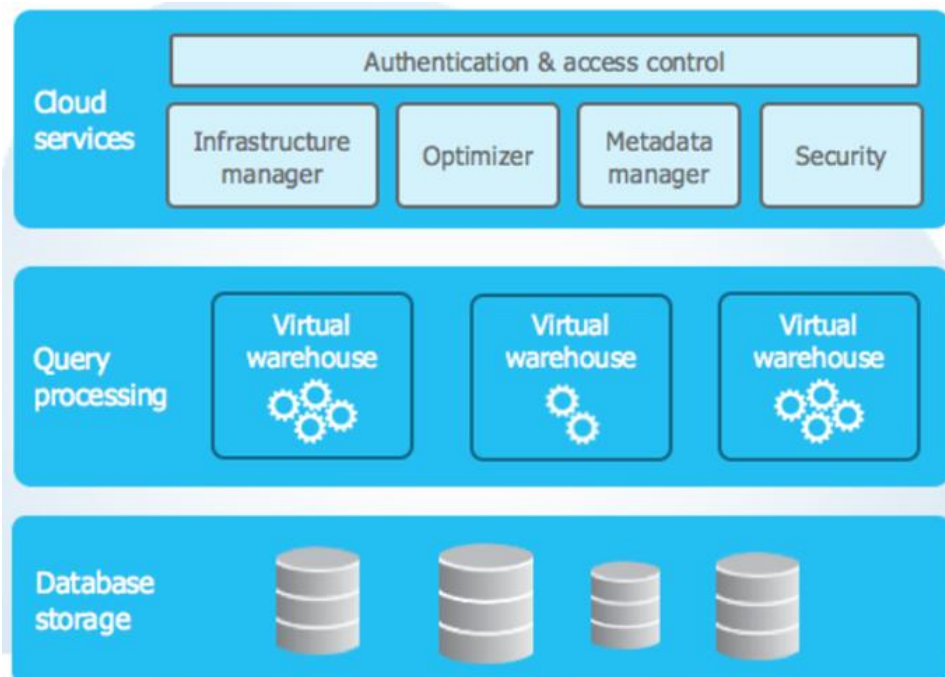 Authentication & access control
Cloud
services
Infrastructure
manager
Optimizer
Metadata
manager
Security
Query
processing
Virtual
warehouse
Virtual
warehouse
Virtual
warehouse
Database
storage